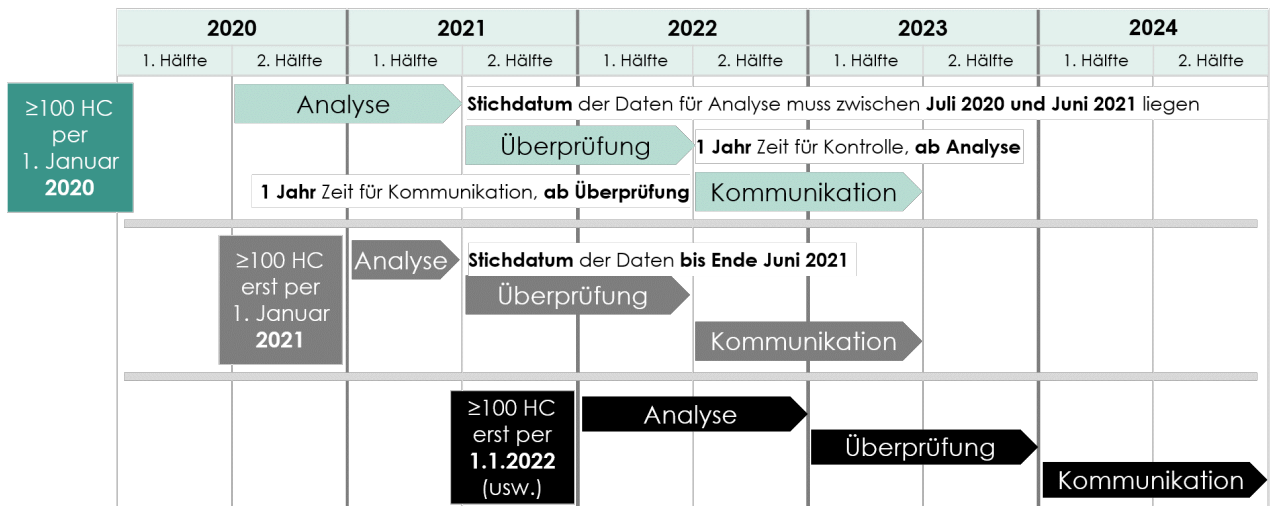 2020 2021 2022 2023 2024
1. Hälfte 2. Hälfte 1. Hälfte 2. Hälfte 1. Hälfte 2. Hälfte 1. Hälfte 2. Hälfte 1. Hälfte 2. Hälfte
≥100 HC
per
1. Januar
2020
Analyse
Stichdatum der Daten für Analyse muss zwischen Juli 2020 und Juni 2021 liegen
Überprüfung
1 Jahr Zeit für Kontrolle, ab Analyse
1 Jahr Zeit für Kommunikation, ab Überprüfung
Kommunikation
≥100 HC
erst per
1. Januar
2021
Analyse
Stichdatum der Daten bis Ende Juni 2021
Überprüfung
Kommunikation
≥100 HC
erst per
1.1.2022
(usw.)
Analyse
Überprüfung
Kommunikation